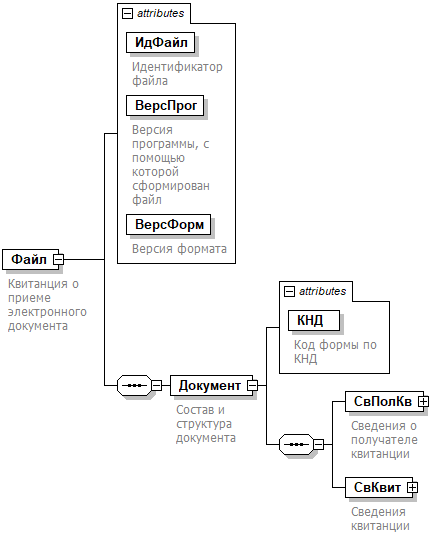 attributes
ИдФайл
Идентификатор
файла
ВерсПрог
Версия
программы, с
помощью
которой
сформирован
файл
ВерсФорм
Версия формата
Файл
Квитанция о
приеме
электронного
документа
attributes
КНД
Код формы по
КНД
Документ
Состав и
структура
документа
СвПолКв
Сведения о
получателе
квитанции
СвКвит
Сведения
квитанции